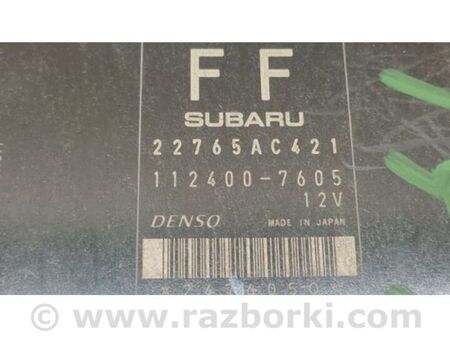 F F
SUBARU
22765AC421
112400-7605
12V
DENSO MADE IN JAPAN
© www.razborki.com